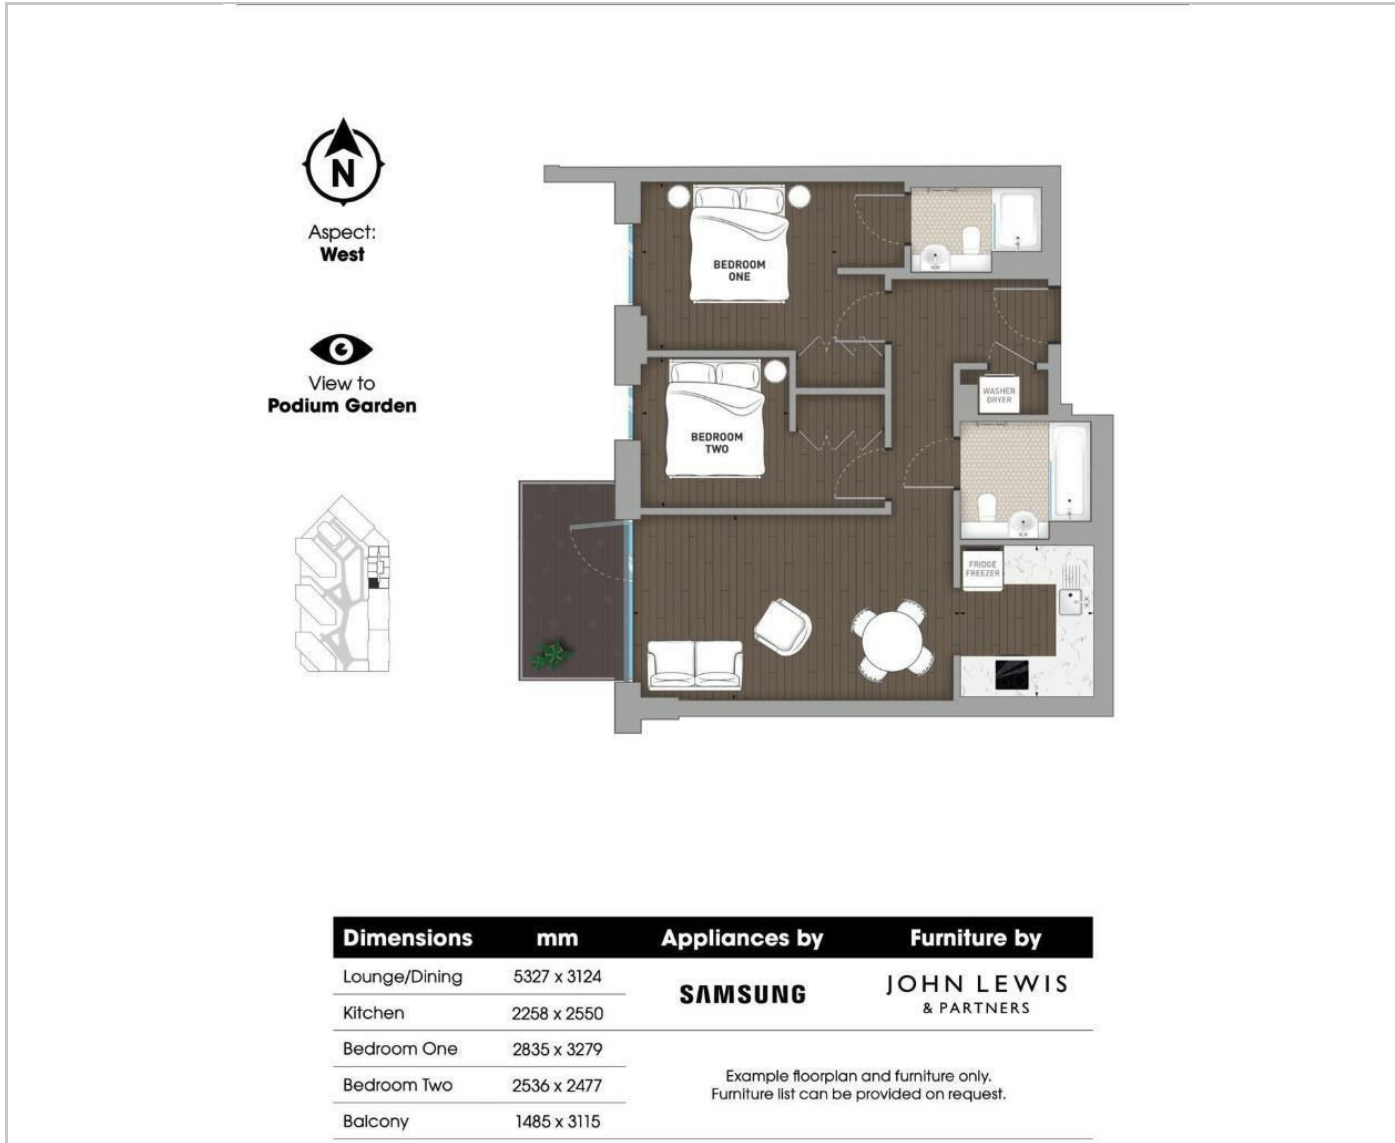 N
Aspect:
West
View to
Podium Garden
BEDROOM
ONE
BEDROOM
TWO
WASHER
DRYER
FRIDGE
FREEZER
Dimensions mm Appliances by Furniture by
Lounge/Dining 5327 x 3124
Kitchen 2258 x 2550
Bedroom One 2835 x 3279
Bedroom Two 2536 x 2477
Balcony 1485 x 3115
SAMSUNG
JOHN LEWIS
& PARTNERS
Example floorplan and furniture only.
Furniture list can be provided on request.